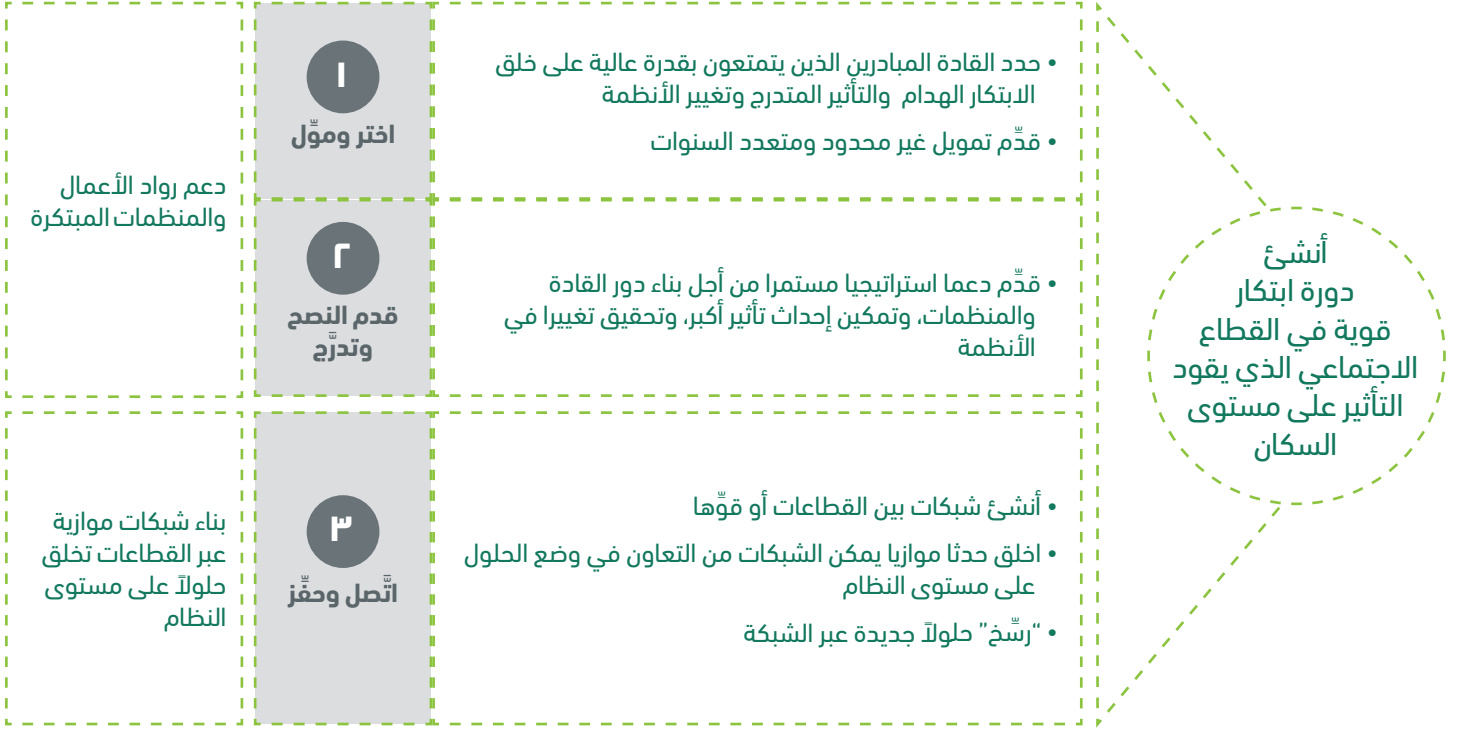 أنشئ
دورة ابتكار
قوية في القطاع
الاجتماعي الذي يقود
التأثير على مستوى
السكان
• حدد القادة المبادرين الذين يتمتعون بقدرة عالية على خلق
الابتكار الهدام والتأثير المتدرج وتغيير الأنظمة
• قدِّم تمويل غير محدود ومتعدد السنوات
١
اختر وموِّل
دعم رواد الأعمال
والمنظمات المبتكرة
• قدِّم دعما استراتيجيا مستمرا من أجل بناء دور القادة
والمنظمات، وتمكين إحداث تأثير أكبر، وتحقيق تغييرا في
الأنظمة
٢
قدم النصح
وتدرَّج
• أنشئ شبكات بين القطاعات أو قوِّها
• اخلق حدثا موازيا يمكن الشبكات من التعاون في وضع الحلول
على مستوى النظام
• “رسِّخ” حلولاً جديدة عبر الشبكة
٣
اتَّصل وحفِّز
بناء شبكات موازية
عبر القطاعات تخلق
حلولاً على مستوى
النظام